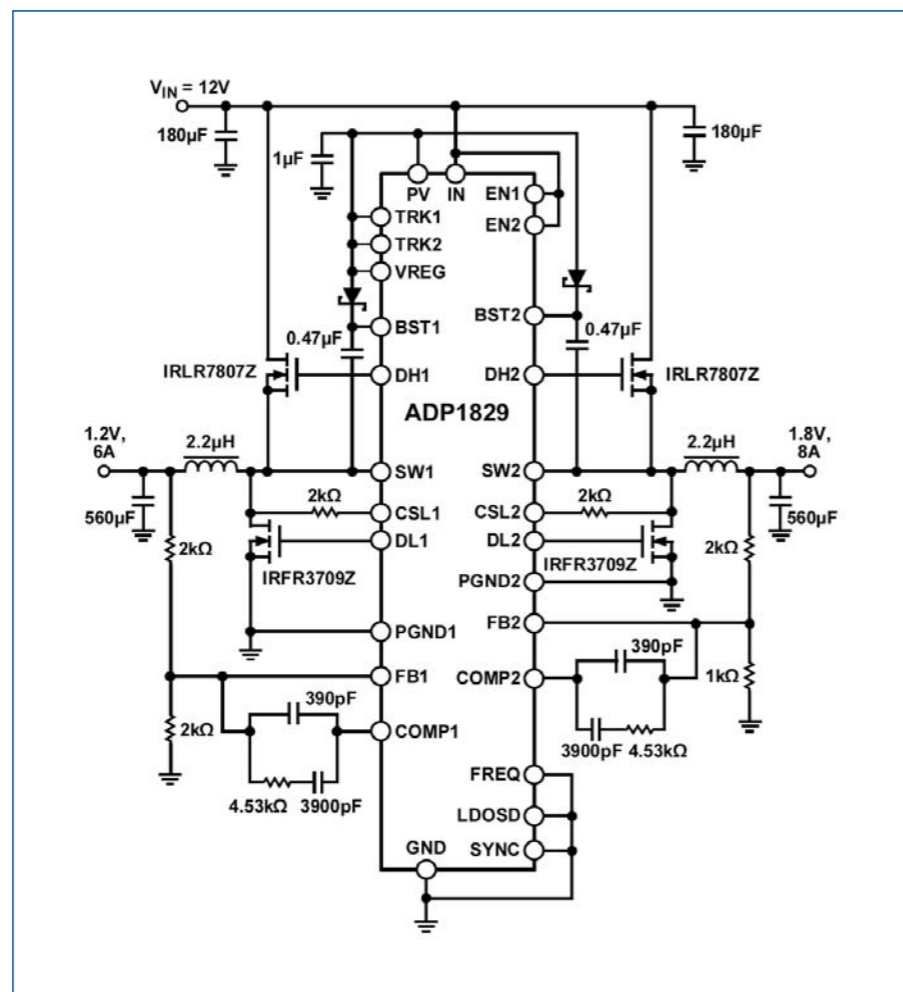 VIN = 12V
180µF
180µF
1µF
PV
IN
EN1
EN2
TRK1
TRK2
VREG
BST1
BST2
0.47µF
0.47µF
IRLR7807Z
DH1
DH2
IRLR7807Z
ADP1829
1.2V,
6A
2.2µH
SW1
SW2
2.2µH
1.8V,
8A
560µF
2kΩ
CSL1
CSL2
2kΩ
560µF
2kΩ
DL1
DL2
2kΩ
IRFR3709Z
IRFR3709Z
PGND2
PGND1
FB2
FB1
390pF
COMP2
1kΩ
390pF
2kΩ
COMP1
3900pF
4.53kΩ
4.53kΩ
3900pF
FREQ
LDOSD
GND
SYNC